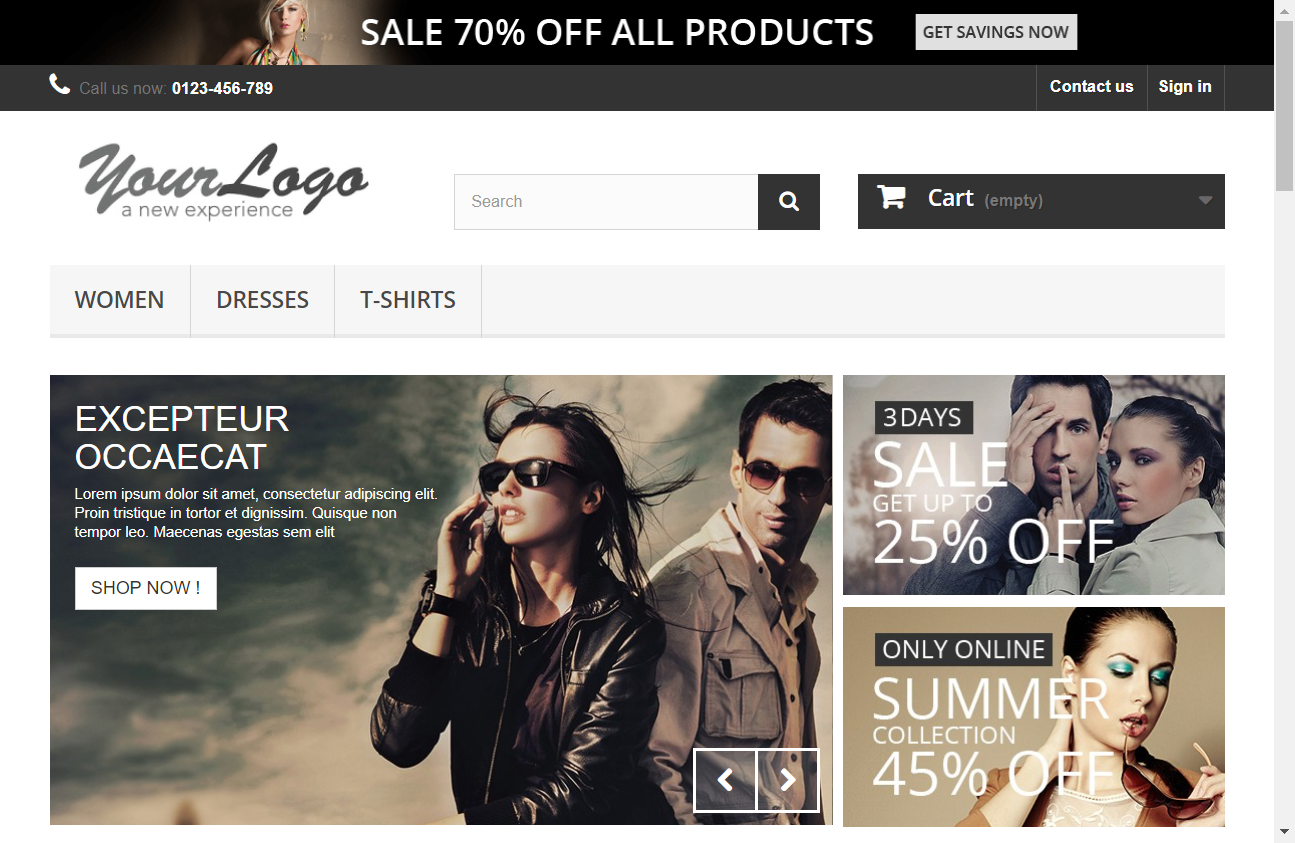 SALE 70% OFF ALL PRODUCTS
GET SAVINGS NOW
Call us now: 0123-456-789
Contact us
Sign in
Your Logo
a new experience
Search
Cart (empty)
WOMEN
DRESSES
T-SHIRTS
EXCEPTEUR
OCCAECAT
Lorem ipsum dolor sit amet, consectetur adipiscing elit.
Proin tristique in tortor et dignissim. Quisque non
tempor leo. Maecenas egestas sem elit
SHOP NOW !
3 DAYS
SALE
GET UP TO
25% OFF
ONLY ONLINE
SUMMER
COLLECTION
45% OFF